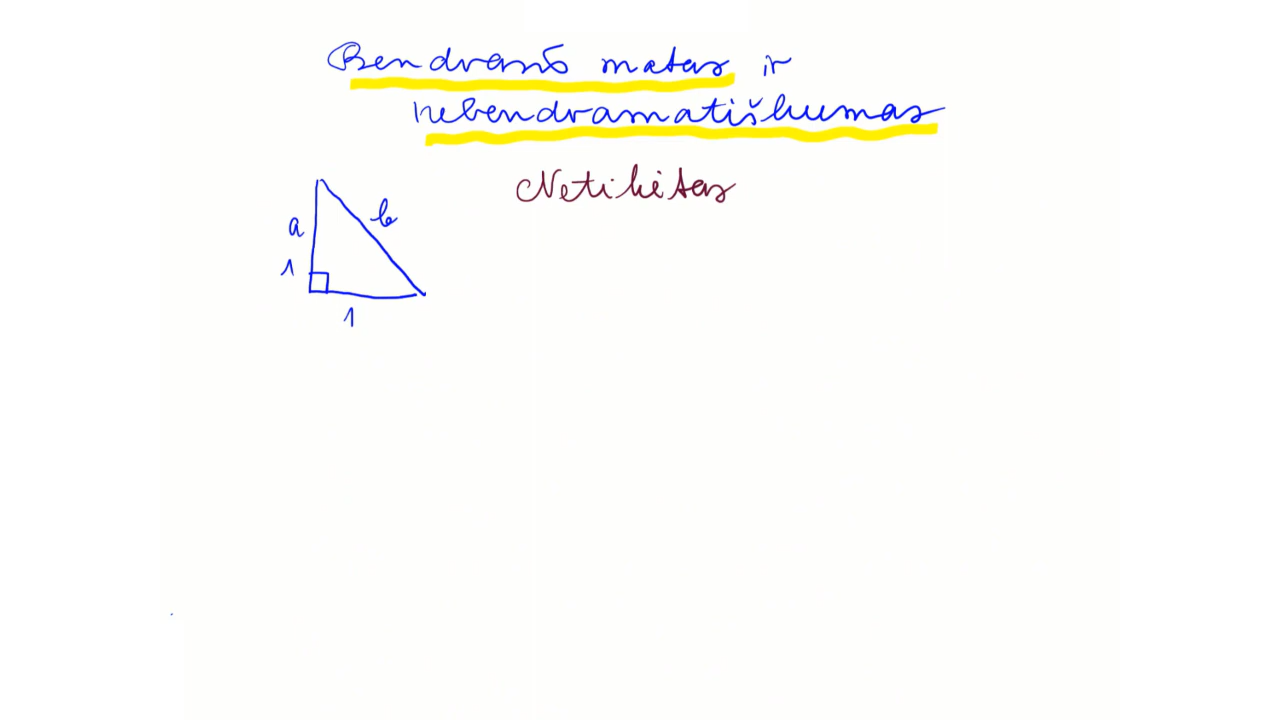 Bendrasis matas ir
nebendramatiškumas
Netikėtas
a
b
1
1